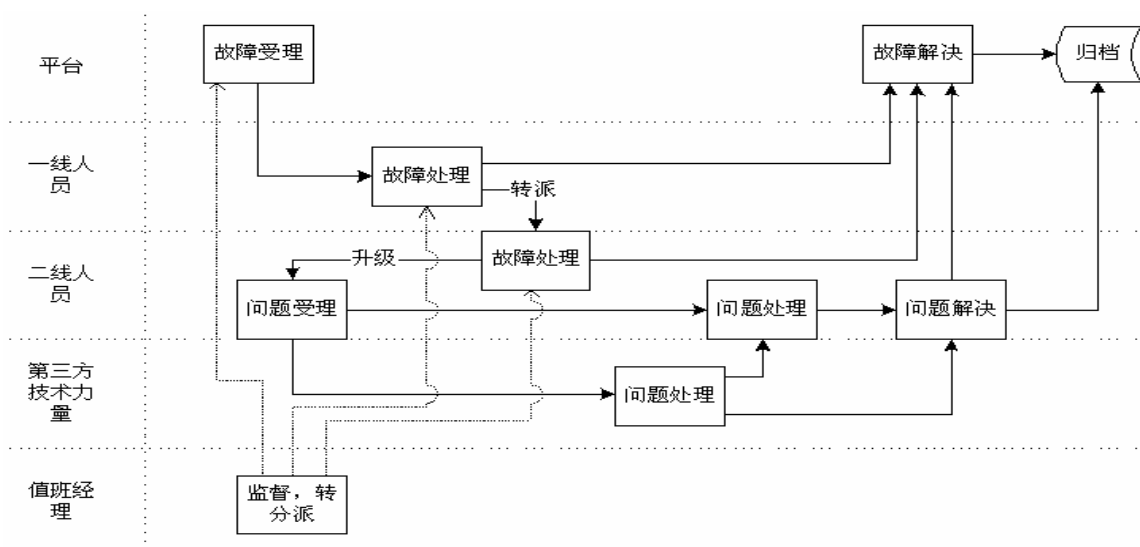 故障受理
故障解决
归档
平台
一线人
员
故障处理
转派
二线人
员
升级
故障处理
问题受理
问题处理
问题解决
第三方
技术力
量
问题处理
值班经
理
监督，转
分派